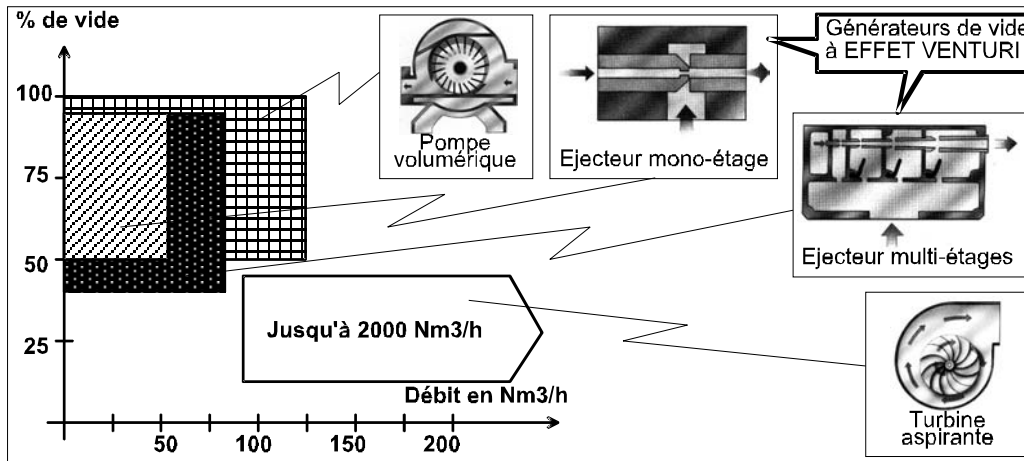 % de vide
100
75
50
25
50
100
150
200
Débit en Nm3/h
Jusqu'à 2000 Nm3/h
Pompe
volumérique
Ejecteur mono-étage
Générateurs de vide
à EFFET VENTURI
Ejecteur multi-étages
Turbine
aspirante